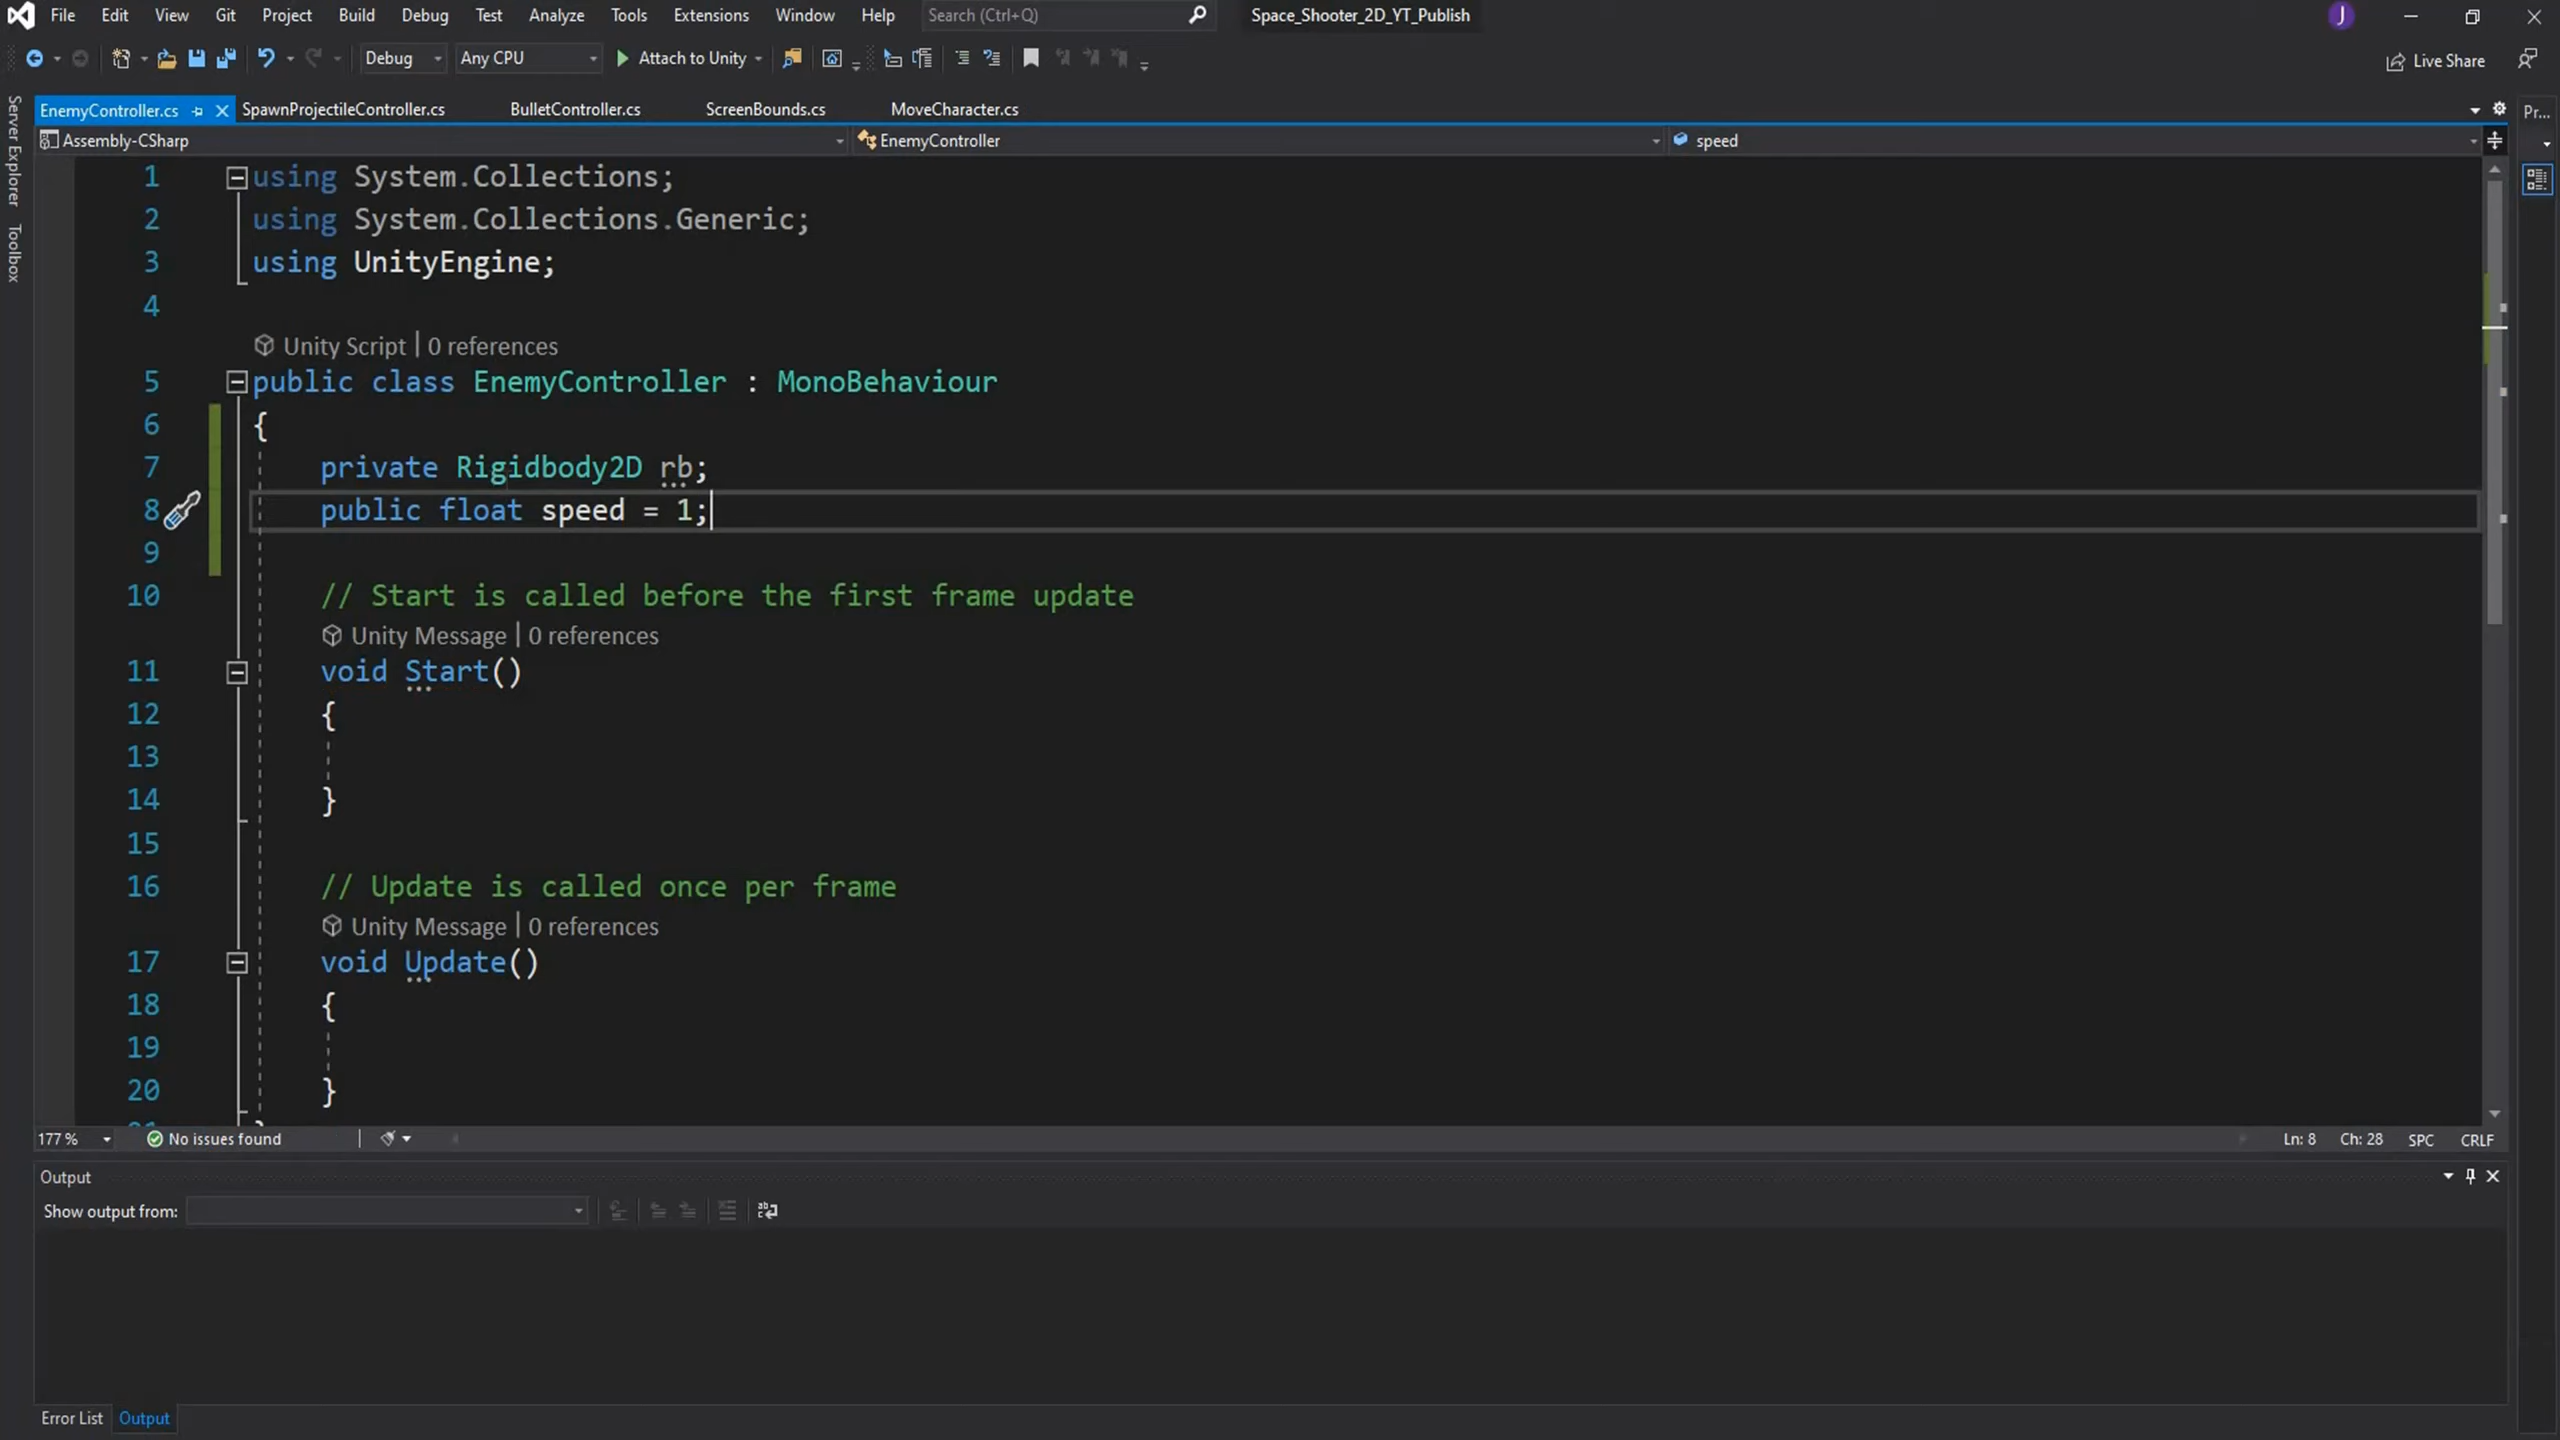 File Edit View Git Project Build Debug Test Analyze Tools Extensions Window Help Search (Ctrl+Q) Space_Shooter_2D_YT_Publish J
Debug Any CPU Attach to Unity Live Share
EnemyController.cs SpawnProjectileController.cs BulletController.cs ScreenBounds.cs MoveCharacter.cs Pr...
Assembly-CSharp EnemyController speed
Server Explorer
Toolbox
1 using System.Collections;
2 using System.Collections.Generic;
3 using UnityEngine;
4
Unity Script | 0 references
5 public class EnemyController : MonoBehaviour
6 {
7 private Rigidbody2D rb;
8 public float speed = 1;
9
10 // Start is called before the first frame update
Unity Message | 0 references
11 void Start()
12 {
13
14 }
15
16 // Update is called once per frame
Unity Message | 0 references
17 void Update()
18 {
19
20 }
177 % No issues found Ln: 8 Ch: 28 SPC CRLF
Output
Show output from:
Error List Output